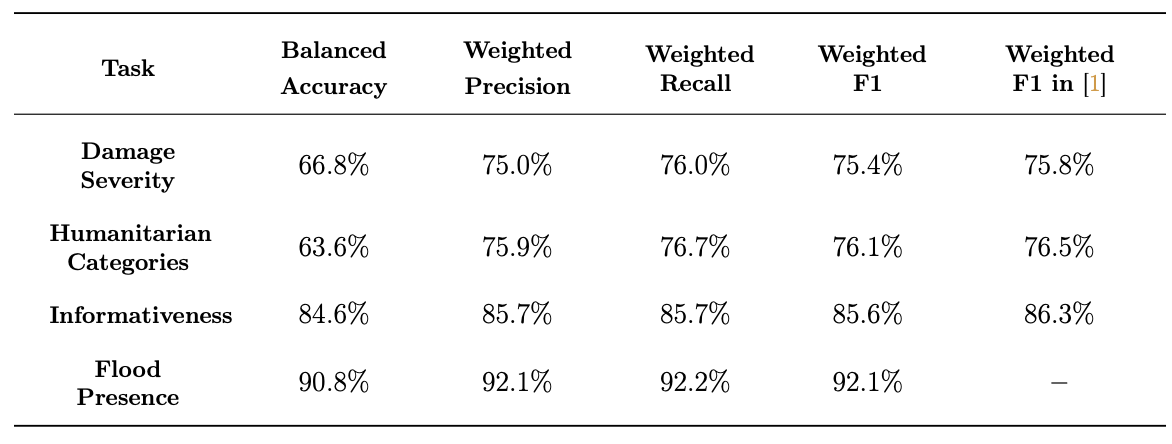 Task Balanced Accuracy Weighted Precision Weighted Recall Weighted F1 Weighted F1 in [1]
Damage Severity 66.8% 75.0% 76.0% 75.4% 75.8%
Humanitarian Categories 63.6% 75.9% 76.7% 76.1% 76.5%
Informativeness 84.6% 85.7% 85.7% 85.6% 86.3%
Flood Presence 90.8% 92.1% 92.2% 92.1% –